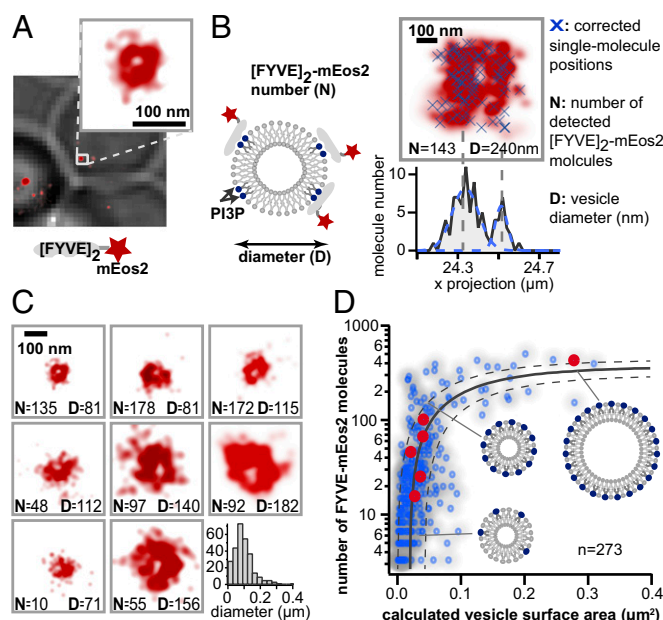 A
100 nm
[FYVE]2
mEos2
B
[FYVE]2-mEos2
number (N)
PI3P
diameter (D)
100 nm
N=143 D=240nm
molecule number
10
5
0
24.3 24.7
x projection (µm)
X: corrected
single-molecule
positions
N: number of
detected
[FYVE]2-mEos2
molcules
D: vesicle
diameter (nm)
C
100 nm
N=135 D=81
N=178 D=81
N=172 D=115
N=48 D=112
N=97 D=140
N=92 D=182
N=10 D=71
N=55 D=156
60
40
20
0
0 0.2 0.4
diameter (µm)
D
number of FYVE-mEos2 molecules
1000
6
4
2
100
6
4
2
10
6
4
n=273
0.0 0.1 0.2 0.3 0.4
calculated vesicle surface area (µm²)